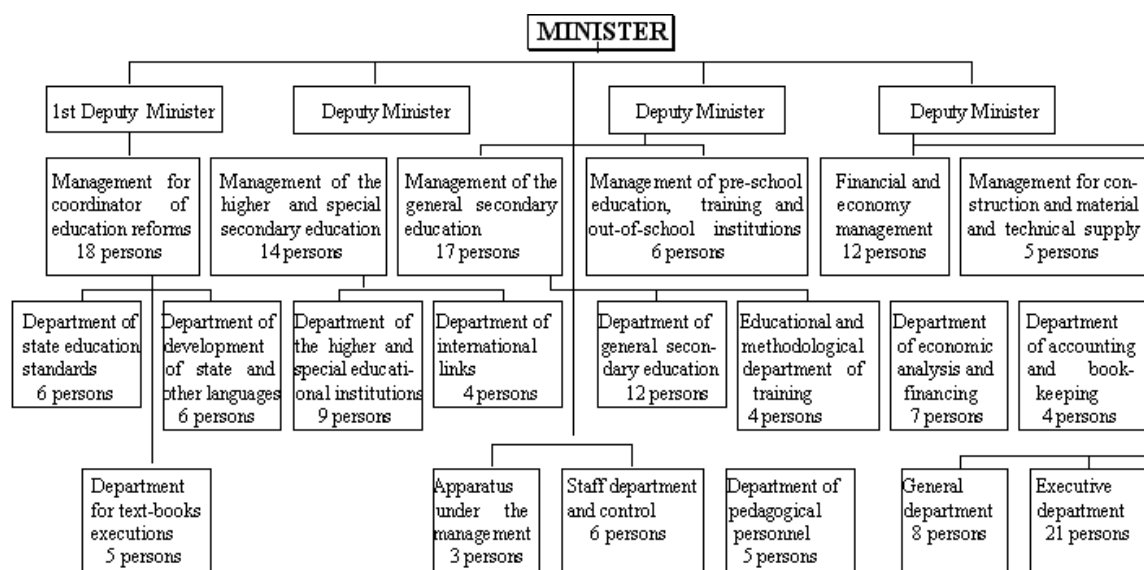 MINISTER
1st Deputy Minister
Deputy Minister
Deputy Minister
Deputy Minister
Management for
coordinator of
education reforms
18 persons
Management of the
higher and special
secondary education
14 persons
Management of the
general secondary
education
17 persons
Management of pre-school
education, training and
out-of-school institutions
6 persons
Financial and
economy
management
12 persons
Management for con-
struction and material
and technical supply
5 persons
Department of
state education
standards
6 persons
Department of
development
of state and
other languages
6 persons
Department of
the higher and
special educati-
onal institutions
9 persons
Department of
international
links
4 persons
Department of
general secon-
dary education
12 persons
Educational and
methodological
department of
training
4 persons
Department
of economic
analysis and
financing
7 persons
Department
of accounting
and book-
keeping
4 persons
Department
for text-books
executions
5 persons
Apparatus
under the
management
3 persons
Staff department
and control
6 persons
Department of
pedagogical
personnel
5 persons
General
department
8 persons
Executive
department
21 persons